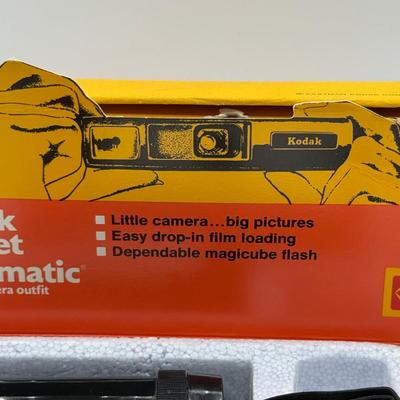 Kodak
Little camera...big pictures
Easy drop-in film loading
Dependable magicube flash
k
et
matic®
era outfit